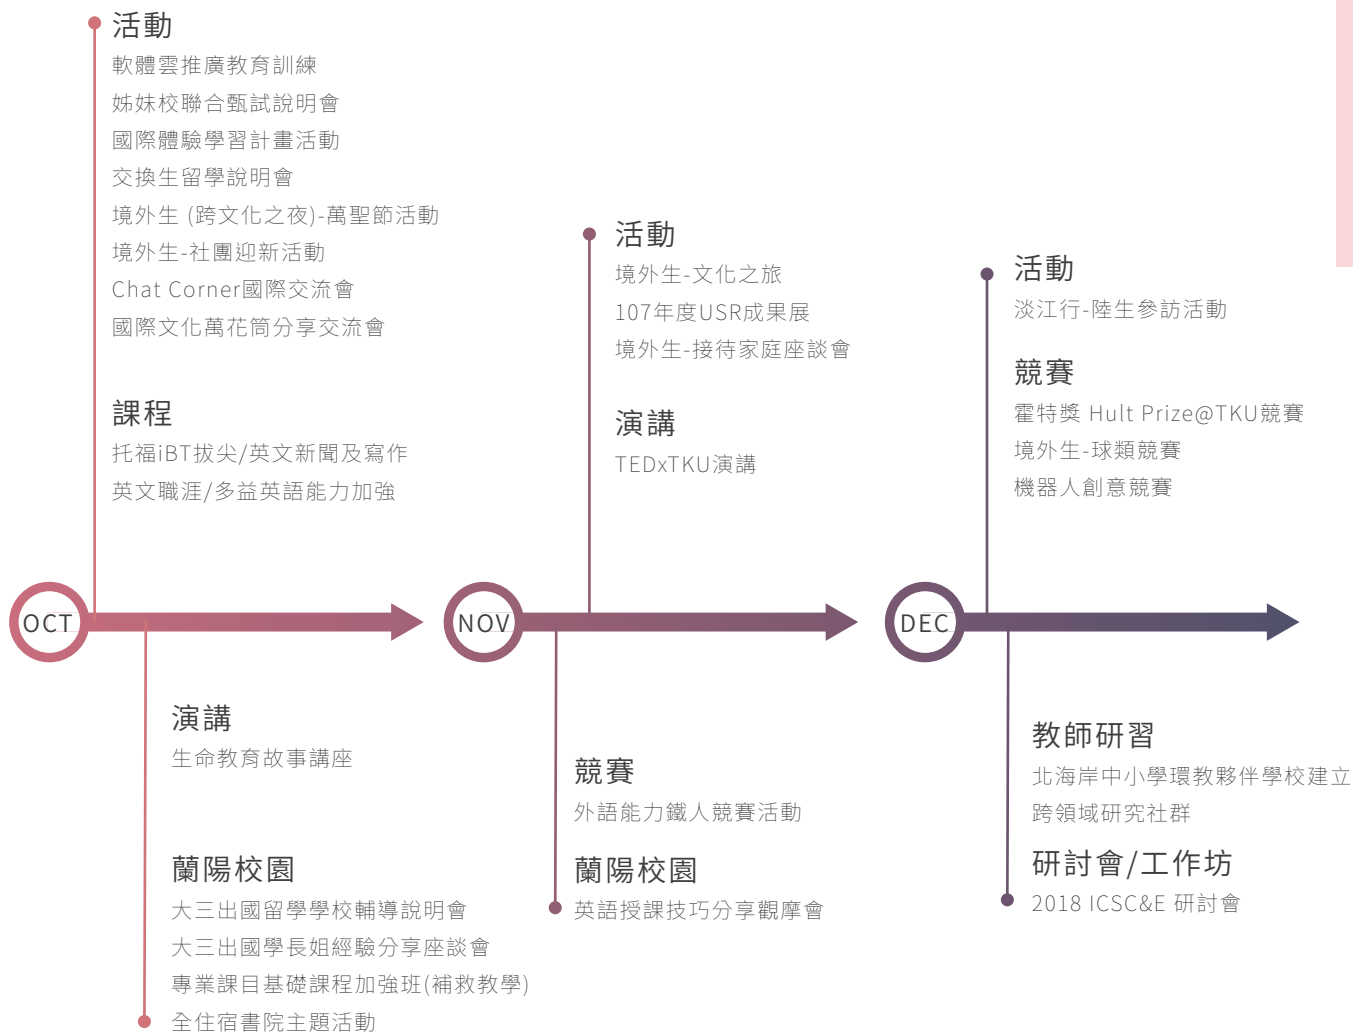 活動
軟體雲推廣教育訓練
姊妹校聯合甄試說明會
國際體驗學習計畫活動
交換生留學說明會
境外生 (跨文化之夜)-萬聖節活動
境外生-社團迎新活動
Chat Corner國際交流會
國際文化萬花筒分享交流會
課程
托福iBT拔尖/英文新聞及寫作
英文職涯/多益英語能力加強
OCT
演講
生命教育故事講座
蘭陽校園
大三出國留學學校輔導說明會
大三出國學長姐經驗分享座談會
專業課目基礎課程加強班(補救教學)
全住宿書院主題活動
活動
境外生-文化之旅
107年度USR成果展
境外生-接待家庭座談會
演講
TEDxTKU演講
NOV
競賽
外語能力鐵人競賽活動
蘭陽校園
英語授課技巧分享觀摩會
活動
淡江行-陸生參訪活動
競賽
霍特獎 Hult Prize@TKU競賽
境外生-球類競賽
機器人創意競賽
DEC
教師研習
北海岸中小學環教夥伴學校建立
跨領域研究社群
研討會/工作坊
2018 ICSC&E 研討會